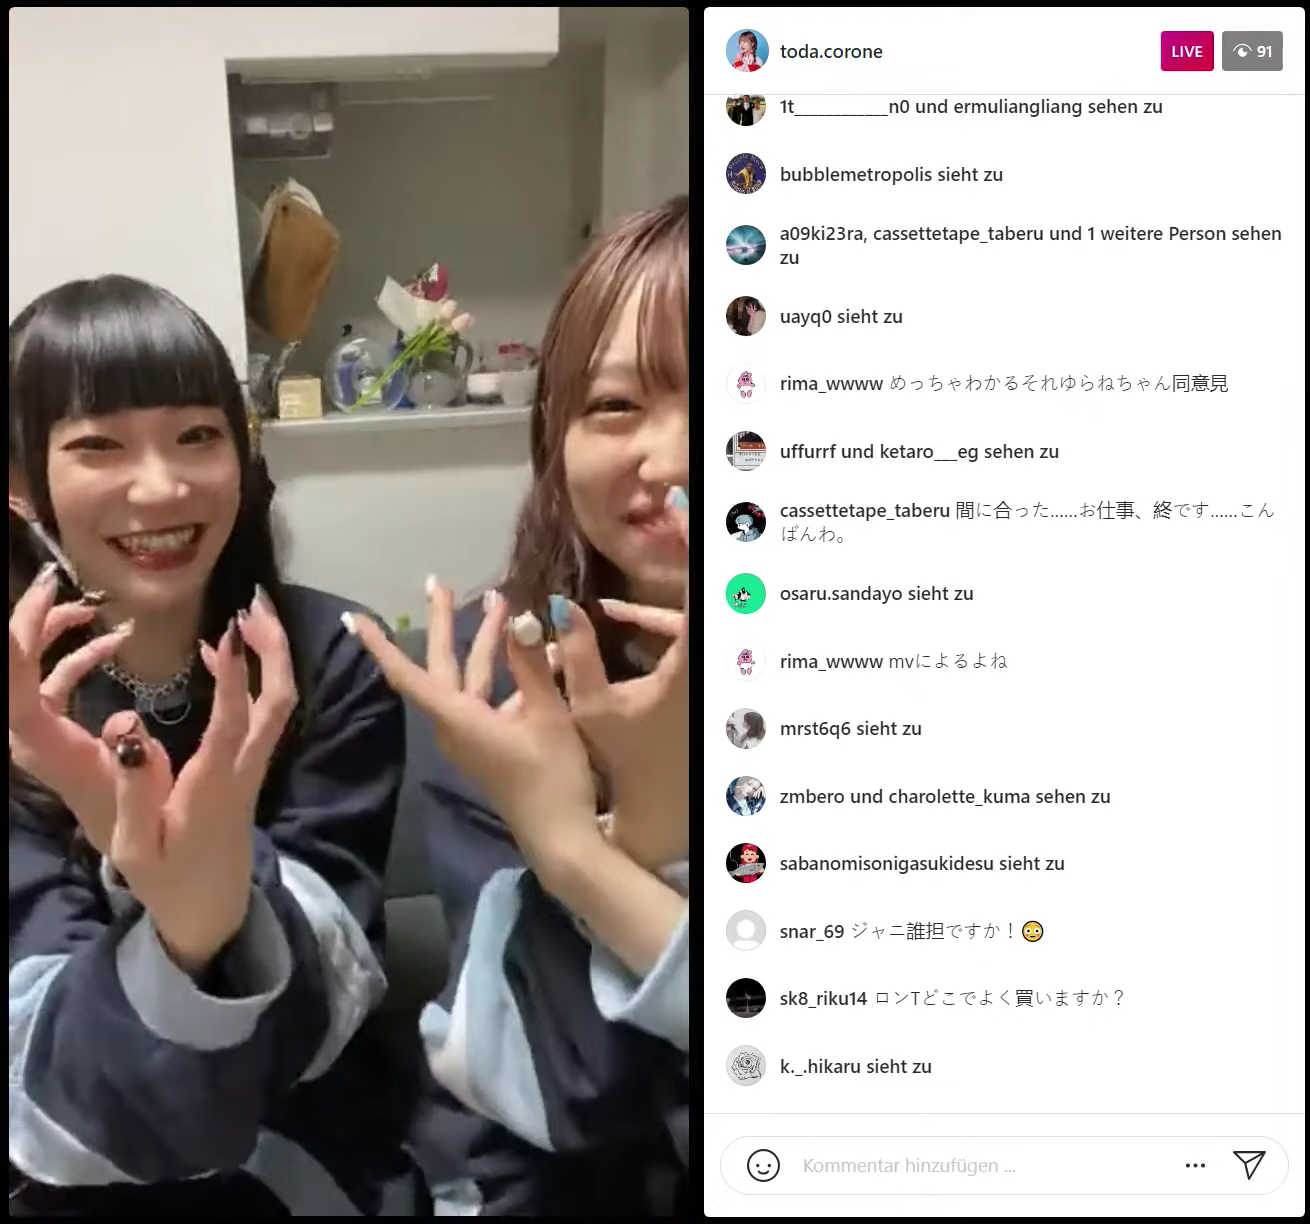 toda.corone
LIVE
91
1t____________n0 und ermuliangliang sehen zu
bubblemetropolis sieht zu
a09ki23ra, cassettetape_taberu und 1 weitere Person sehen
zu
uayq0 sieht zu
rima_wwww めっちゃわかるそれゆらねちゃん同意見
uffurrf und ketaro___eg sehen zu
cassettetape_taberu 間に合った……お仕事、終です……こん
ばんわ。
osaru.sandayo sieht zu
rima_wwww mvによるよね
mrst6q6 sieht zu
zmbero und charolette_kuma sehen zu
sabanomisonigasukidesu sieht zu
snar_69 ジャニ誰担ですか！😳
sk8_riku14 ロンTどこでよく買いますか？
k._.hikaru sieht zu
Kommentar hinzufügen ...